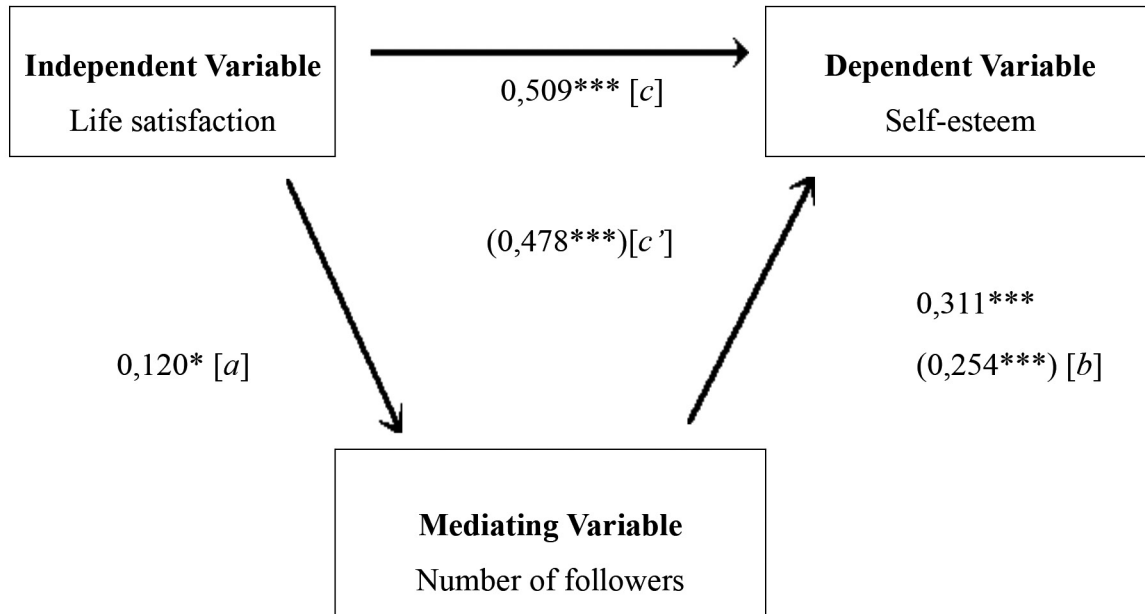 Independent Variable
Life satisfaction
0,509*** [c]
Dependent Variable
Self-esteem
(0,478***)[c’]
0,120* [a]
0,311***
(0,254***) [b]
Mediating Variable
Number of followers